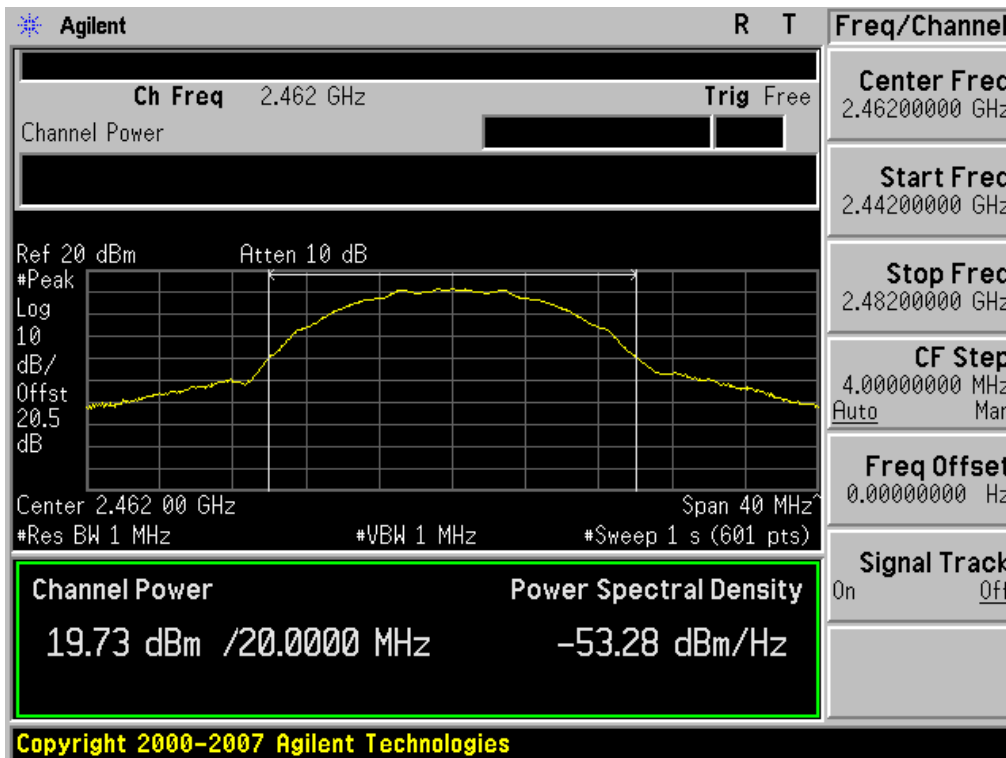 Agilent R T Freq/Channel
Ch Freq 2.462 GHz Trig Free
Channel Power
Center Freq
2.46200000 GHz
Start Freq
2.44200000 GHz
Stop Freq
2.48200000 GHz
CF Step
4.00000000 MHz
Auto Man
Freq Offset
0.00000000 Hz
Signal Track
On Off
Ref 20 dBm Atten 10 dB
#Peak
Log
10
dB/
Offst
20.5
dB
Center 2.462 00 GHz Span 40 MHz^
#Res BW 1 MHz #VBW 1 MHz #Sweep 1 s (601 pts)
Channel Power Power Spectral Density
19.73 dBm /20.0000 MHz -53.28 dBm/Hz
Copyright 2000-2007 Agilent Technologies